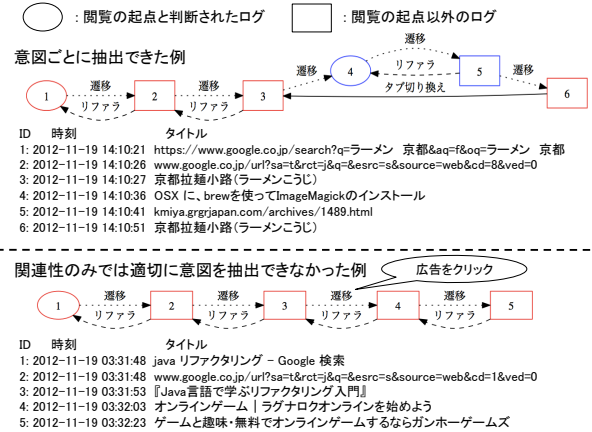 ：閲覧の起点と判断されたログ　：閲覧の起点以外のログ
意図ごとに抽出できた例
遷移
リファラ
遷移
リファラ
遷移
遷移
リファラ
タブ切り換え
遷移
1
2
3
4
5
6
ID 時刻 タイトル
1: 2012-11-19 14:10:21 https://www.google.co.jp/search?q=ラーメン　京都&aq=f&oq=ラーメン　京都
2: 2012-11-19 14:10:26 www.google.co.jp/url?sa=t&rct=j&q=&esrc=s&source=web&cd=8&ved=0
3: 2012-11-19 14:10:27 京都拉麺小路（ラーメンこうじ）
4: 2012-11-19 14:10:36 OSX に、brewを使ってImageMagickのインストール
5: 2012-11-19 14:10:41 kmiya.grgrjapan.com/archives/1489.html
6: 2012-11-19 14:10:51 京都拉麺小路（ラーメンこうじ）
関連性のみでは適切に意図を抽出できなかった例
広告をクリック
遷移
リファラ
遷移
リファラ
遷移
リファラ
遷移
リファラ
1
2
3
4
5
ID 時刻 タイトル
1: 2012-11-19 03:31:48 java リファクタリング - Google 検索
2: 2012-11-19 03:31:48 www.google.co.jp/url?sa=t&rct=j&q=&esrc=s&source=web&cd=1&ved=0
3: 2012-11-19 03:31:53 『Java言語で学ぶリファクタリング入門』
4: 2012-11-19 03:32:03 オンラインゲーム｜ラグナロクオンラインを始めよう
5: 2012-11-19 03:32:23 ゲームと趣味・無料でオンラインゲームするならガンホーゲームズ